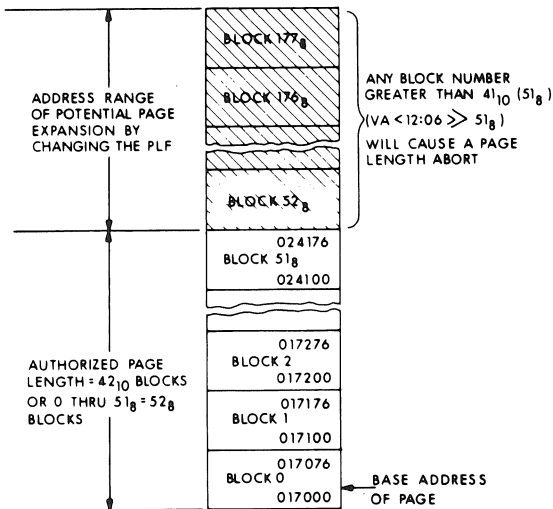 BLOCK 177₈
BLOCK 176₈
BLOCK 52₈
ADDRESS RANGE
OF POTENTIAL PAGE
EXPANSION BY
CHANGING THE PLF
ANY BLOCK NUMBER
GREATER THAN 41₁₀ (51₈)
(VA <12:06 ≫ 51₈)
WILL CAUSE A PAGE
LENGTH ABORT
024176
BLOCK 51₈
024100
017276
BLOCK 2
017200
017176
BLOCK 1
017100
017076
BLOCK 0
017000
AUTHORIZED PAGE
LENGTH = 42₁₀ BLOCKS
OR 0 THRU 51₈ = 52₈
BLOCKS
BASE ADDRESS
OF PAGE